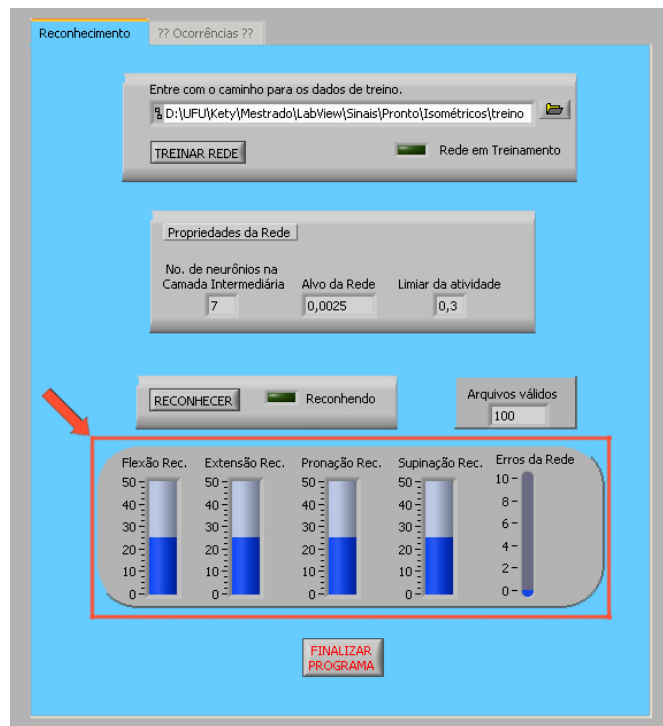 Reconhecimento ?? Ocorrências ??
Entre com o caminho para os dados de treino.
D:\UFU\Kety\Mestrado\LabView\Sinais\Pronto\Isométricos\treino
TREINAR REDE Rede em Treinamento
Propriedades da Rede
No. de neurônios na
Camada Intermediária Alvo da Rede Limiar da atividade
7 0,0025 0,3
RECONHECER Reconhendo
Arquivos válidos
100
Flexão Rec. Extensão Rec. Pronação Rec. Supinação Rec. Erros da Rede
50 50 50 50 10
40 40 40 40 8
30 30 30 30 6
20 20 20 20 4
10 10 10 10 2
0 0 0 0 0
FINALIZAR
PROGRAMA